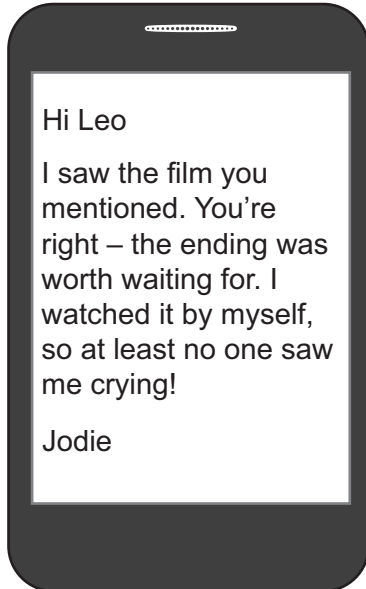 Hi Leo
I saw the film you
mentioned. You’re
right – the ending was
worth waiting for. I
watched it by myself,
so at least no one saw
me crying!
Jodie